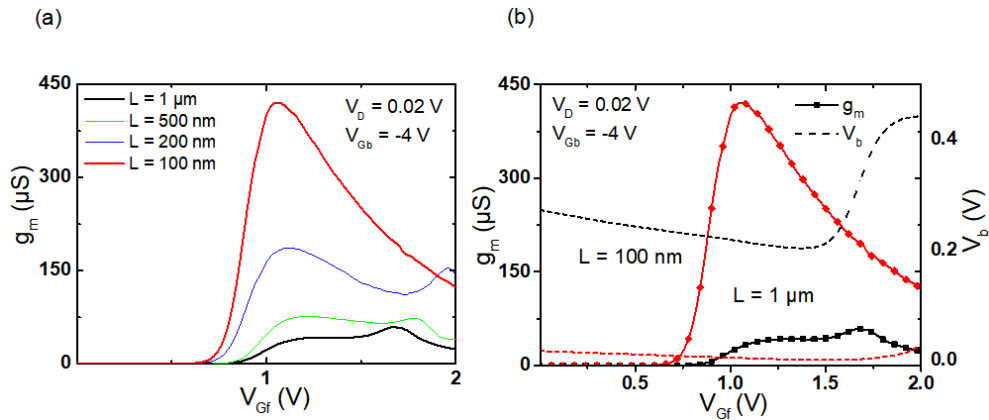 (a)
(b)
450
300
150
0
g_m (µS)
L = 1 µm
L = 500 nm
L = 200 nm
L = 100 nm
V_D = 0.02 V
V_Gb = -4 V
1
2
V_Gf (V)
450
300
150
0
g_m (µS)
V_D = 0.02 V
V_Gb = -4 V
g_m
V_b
L = 100 nm
L = 1 µm
0.4
0.2
0.0
V_b (V)
0.5
1.0
1.5
2.0
V_Gf (V)